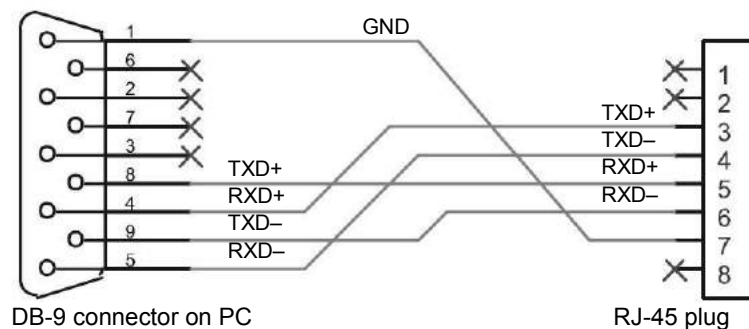 GND
1
6
2
7
3
8
4
9
5
TXD+
RXD+
TXD–
RXD–
TXD+
TXD–
RXD+
RXD–
1
2
3
4
5
6
7
8
DB-9 connector on PC
RJ-45 plug